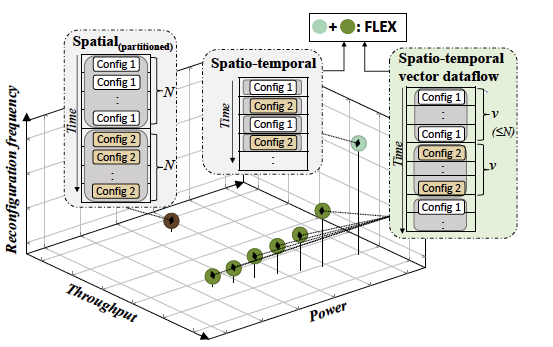 + : FLEX
Spatial(partitioned)
Time
Config 1
Config 1
:
Config 1
N
Config 2
Config 2
:
Config 2
N
Spatio-temporal
Time
Config 1
Config 2
Config 1
Config 2
:
Spatio-temporal
vector dataflow
Time
Config 1
:
Config 1
v
(≤N)
Config 2
:
Config 2
v
Config 1
:
Reconfiguration frequency
Throughput
Power